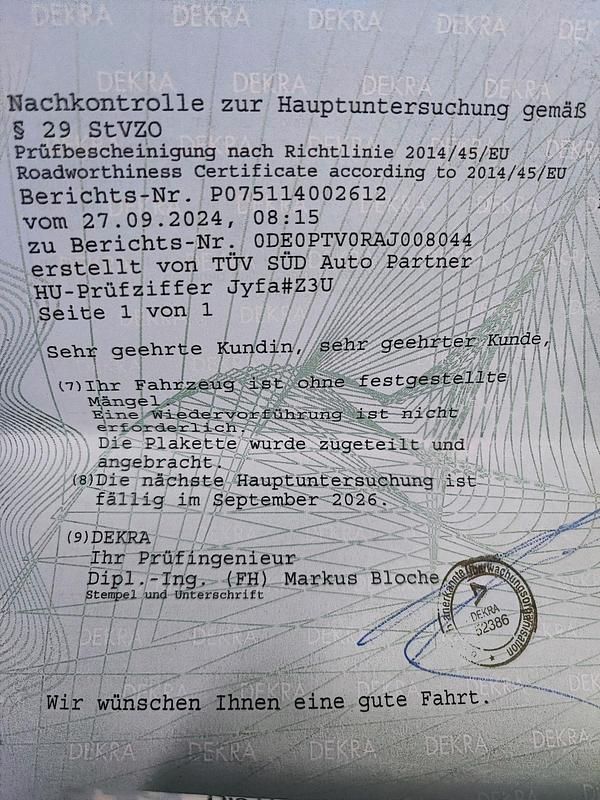 Nachkontrolle zur Hauptuntersuchung gemäß
§ 29 StVZO
Prüfbescheinigung nach Richtlinie 2014/45/EU
Roadworthiness Certificate according to 2014/45/EU
Berichts-Nr. P075114002612
vom 27.09.2024, 08:15
zu Berichts-Nr. 0DE0PTV0RAJ008044
erstellt von TÜV SÜD Auto Partner
HU-Prüfziffer Jyfa#Z3U
Seite 1 von 1
Sehr geehrte Kundin, sehr geehrter Kunde,
(7)Ihr Fahrzeug ist ohne festgestellte
Mängel.
Eine Wiedervorführung ist nicht
erforderlich.
Die Plakette wurde zugeteilt und
angebracht.
(8)Die nächste Hauptuntersuchung ist
fällig im September 2026.
(9)DEKRA
Ihr Prüfingenieur
Dipl.-Ing. (FH) Markus Bloche
Stempel und Unterschrift
anerkannte Überwachungsorganisation
DEKRA
52386
Wir wünschen Ihnen eine gute Fahrt.